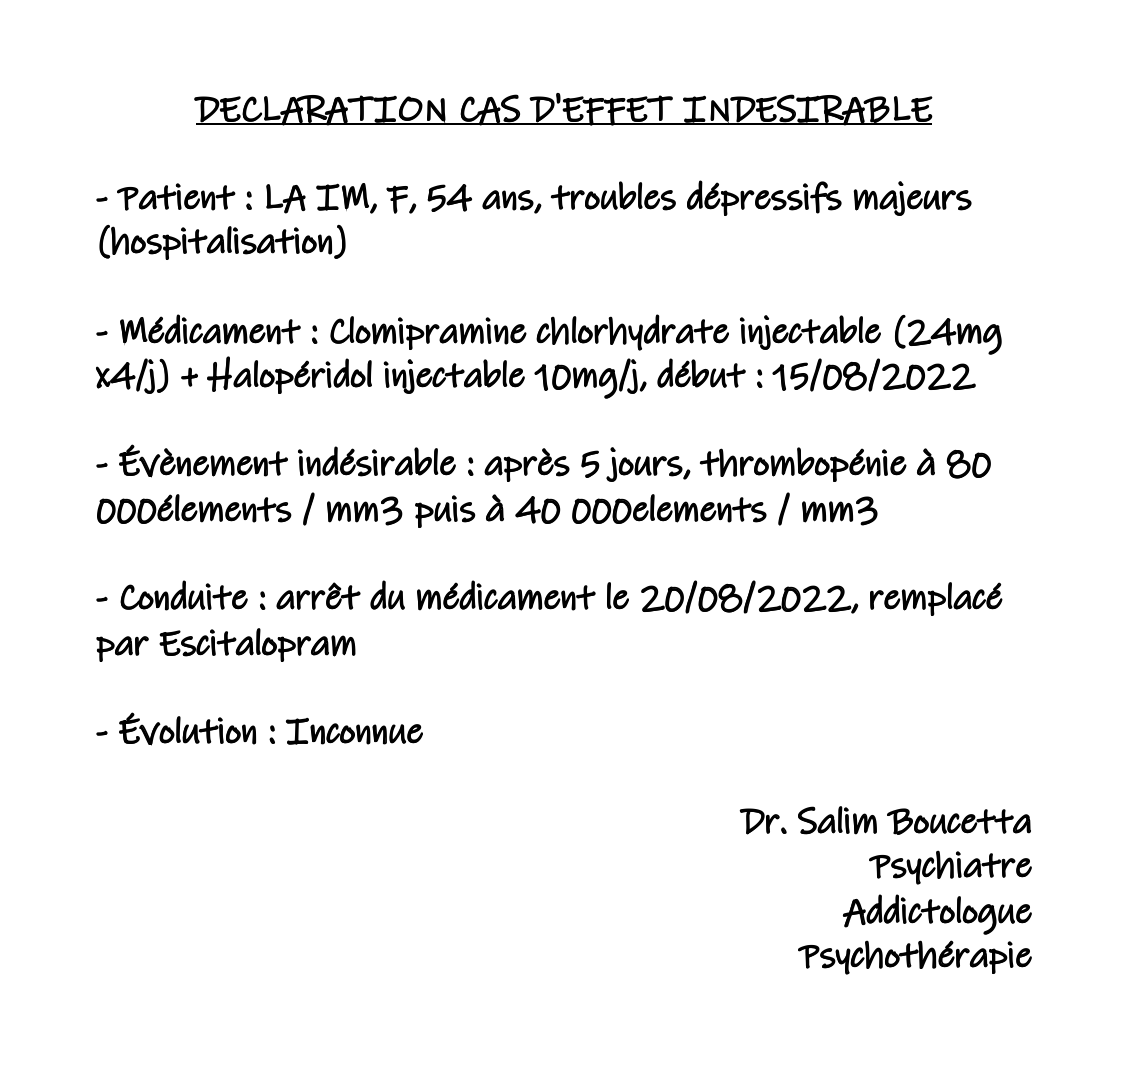 DECLARATION CAS D'EFFET INDESIRABLE
- Patient : LA IM, F, 54 ans, troubles dépressifs majeurs
(hospitalisation)
- Médicament : Clomipramine chlorhydrate injectable (24mg
x4/j) + Halopéridol injectable 10mg/j, début : 15/08/2022
- Évènement indésirable : après 5 jours, thrombopénie à 80
000élements / mm3 puis à 40 000elements / mm3
- Conduite : arrêt du médicament le 20/08/2022, remplacé
par Escitalopram
- Évolution : Inconnue
Dr. Salim Boucetta
Psychiatre
Addictologue
Psychothérapie